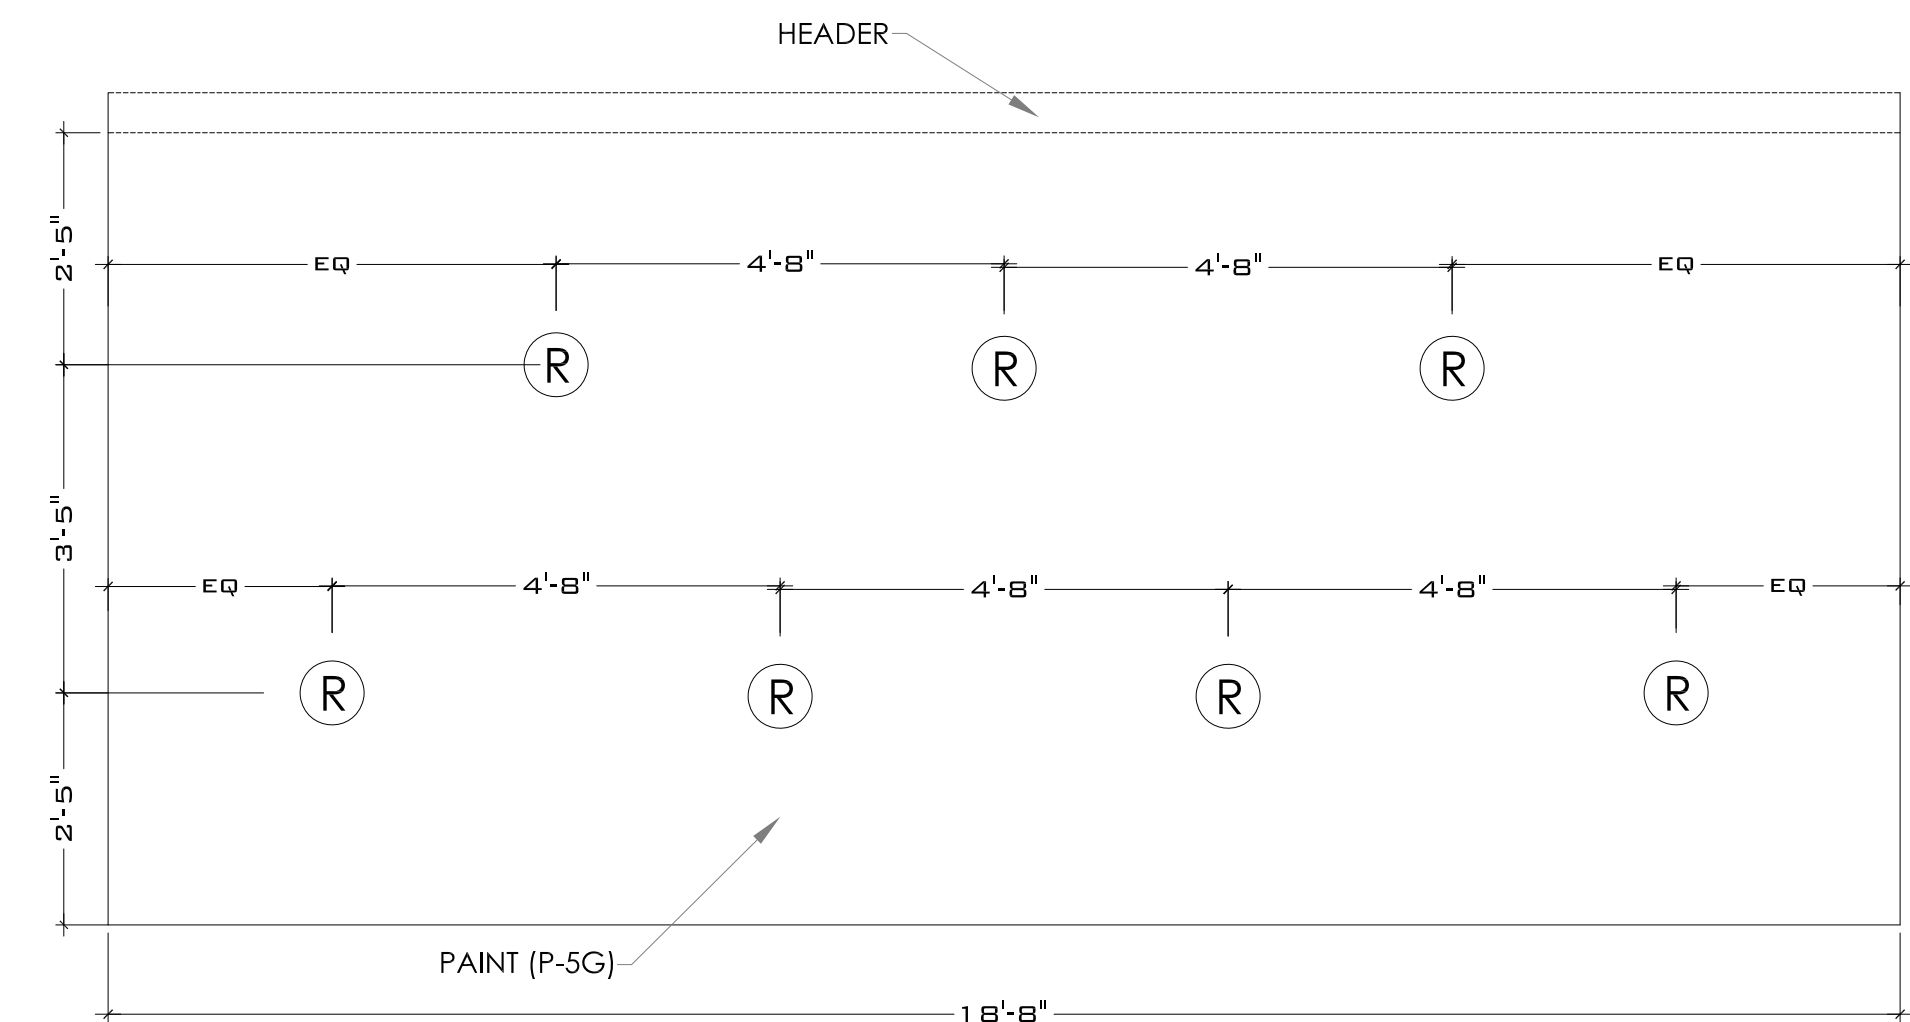 HEADER
2'-5"
EQ 4'-8" 4'-8" EQ
R R R
3'-5"
EQ 4'-8" 4'-8" 4'-8" EQ
R R R R
2'-5"
PAINT (P-5G)
18'-8"